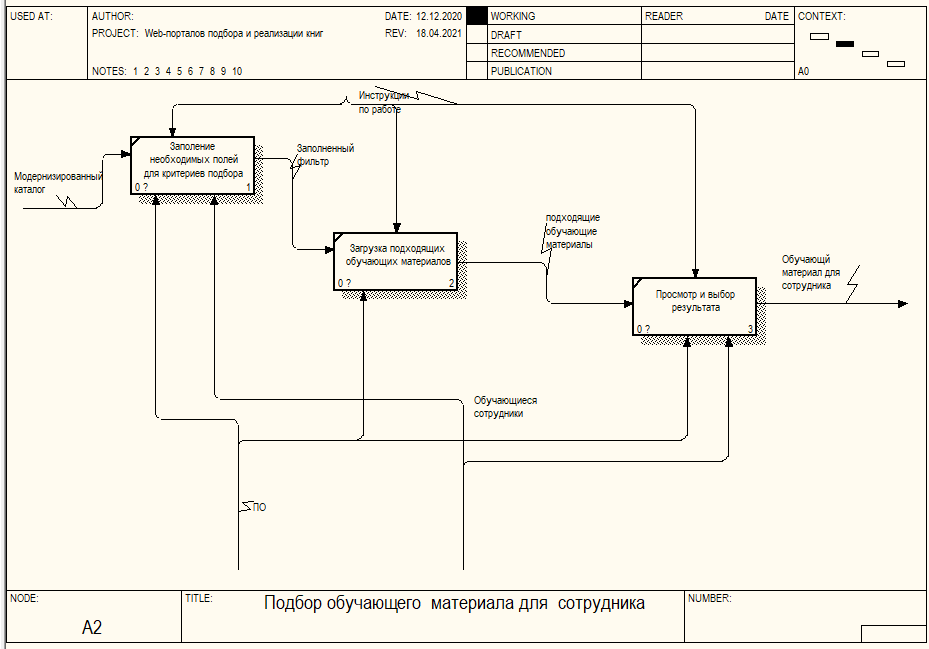 USED AT:
AUTHOR:
DATE: 12.12.2020
WORKING
READER
DATE
CONTEXT:
PROJECT: Web-порталов подбора и реализации книг
REV: 18.04.2021
DRAFT
RECOMMENDED
NOTES: 1 2 3 4 5 6 7 8 9 10
PUBLICATION
A0
Инструкции
по работе
Заполение
необходимых полей
для критериев подбора
0 ?
1
Модернизированный
каталог
Заполненный
фильтр
Загрузка подходящих
обучающих материалов
0 ?
2
подходящие
обучающие
материалы
Просмотр и выбор
результата
0 ?
3
Обучающй
материал для
сотрудника
Обучающиеся
сотрудники
ПО
NODE:
A2
TITLE:
Подбор обучающего материала для сотрудника
NUMBER: